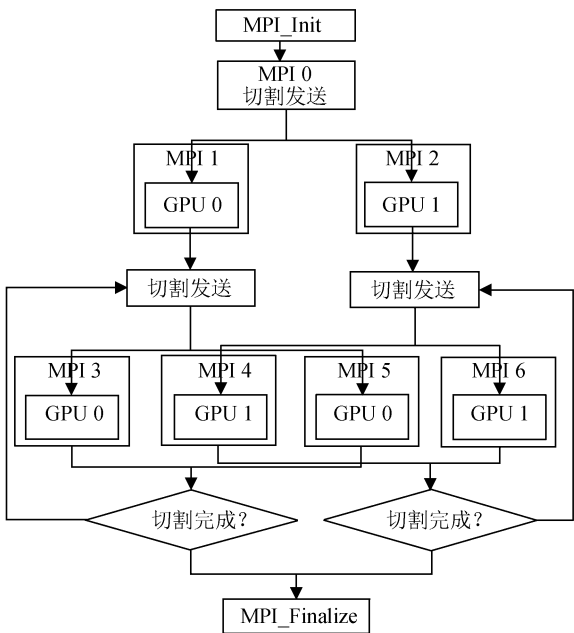 MPI_Init
MPI 0
切割发送
MPI 1
MPI 2
GPU 0
GPU 1
切割发送
切割发送
MPI 3
MPI 4
MPI 5
MPI 6
GPU 0
GPU 1
GPU 0
GPU 1
切割完成?
切割完成?
MPI_Finalize